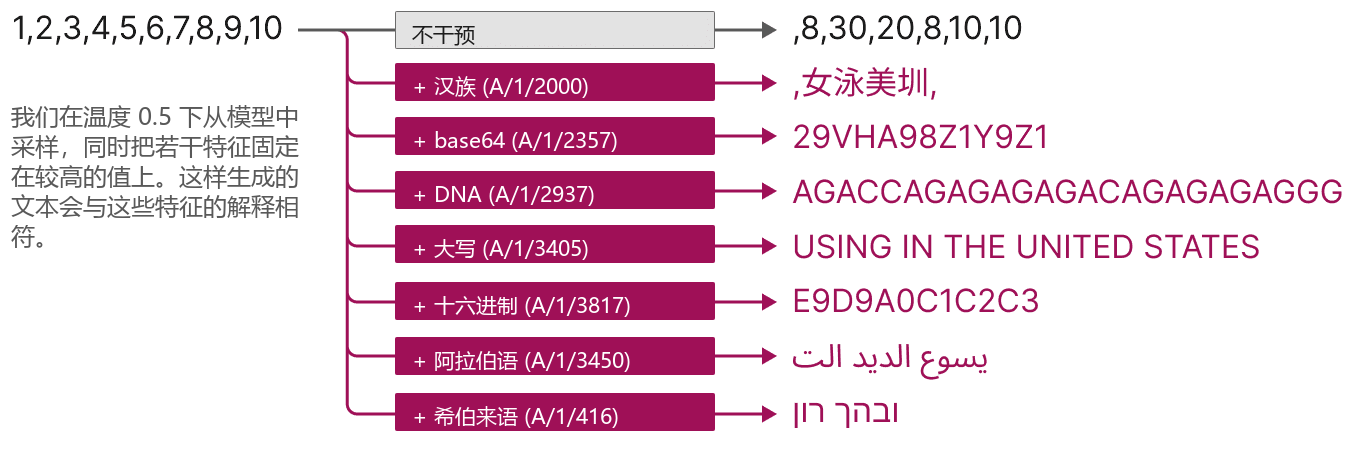 1,2,3,4,5,6,7,8,9,10
不干预
,8,30,20,8,10,10
+ 汉族 (A/1/2000)
,女泳美圳,
+ base64 (A/1/2357)
29VHA98Z1Y9Z1
+ DNA (A/1/2937)
AGACCAGAGAGAGACAGAGAGAGGG
+ 大写 (A/1/3405)
USING IN THE UNITED STATES
+ 十六进制 (A/1/3817)
E9D9A0C1C2C3
+ 阿拉伯语 (A/1/3450)
يسوع الديد الت
+ 希伯来语 (A/1/416)
ובהך רון
我们在温度 0.5 下从模型中
采样，同时把若干特征固定
在较高的值上。这样生成的
文本会与这些特征的解释相
符。